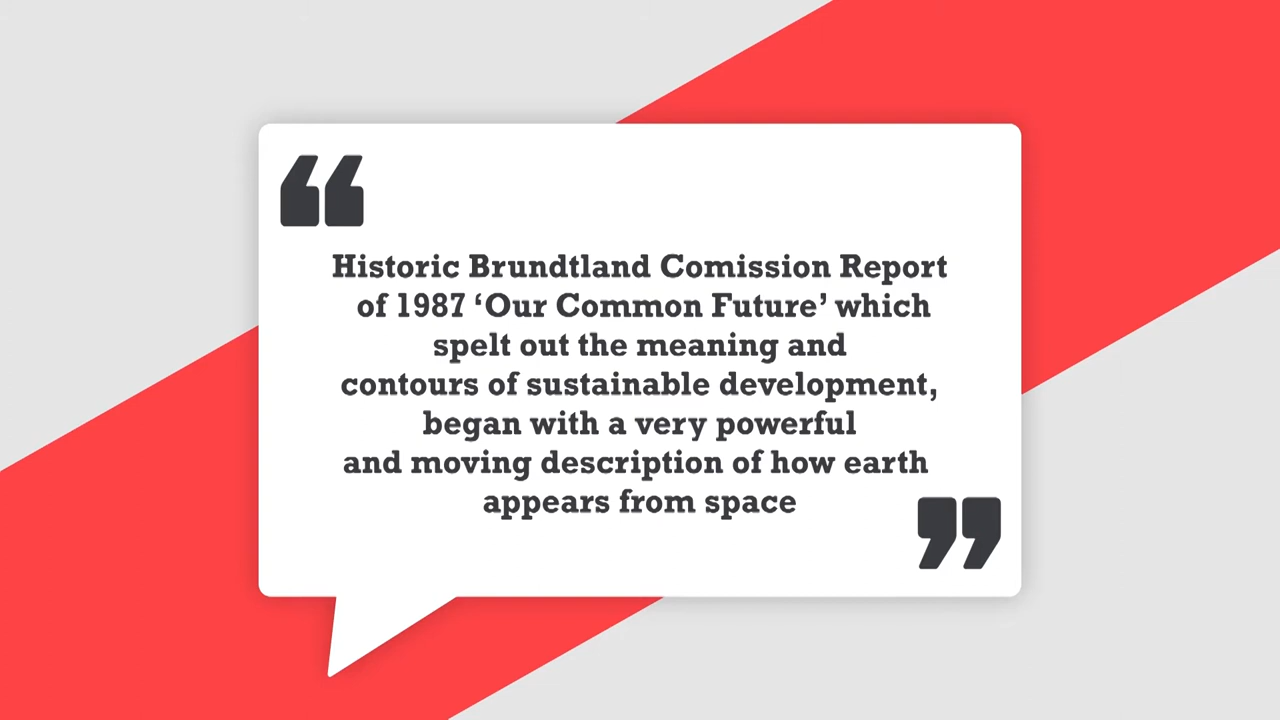 Historic Brundtland Comission Report
of 1987 ‘Our Common Future’ which
spelt out the meaning and
contours of sustainable development,
began with a very powerful
and moving description of how earth
appears from space